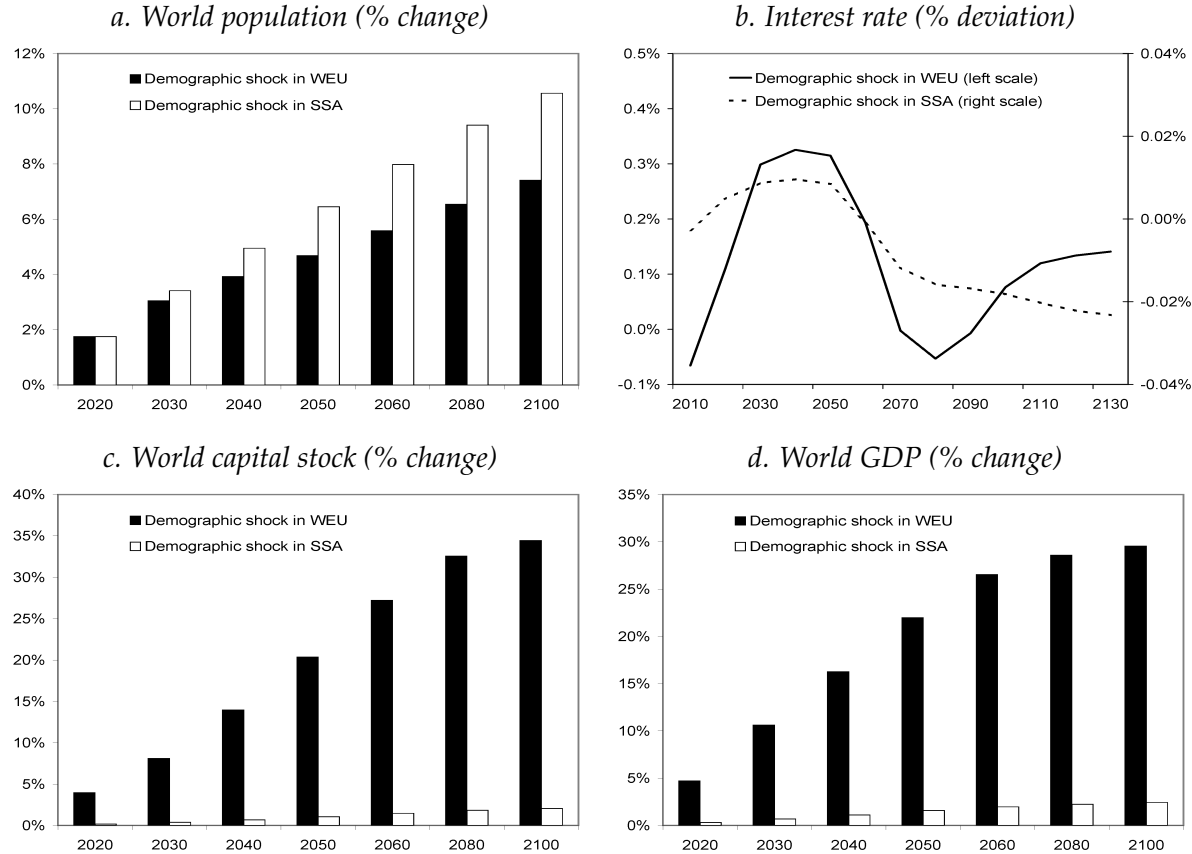 a. World population (% change)
12%
10%
8%
6%
4%
2%
0%
Demographic shock in WEU
Demographic shock in SSA
2020 2030 2040 2050 2060 2080 2100
b. Interest rate (% deviation)
0.5%
0.4%
0.3%
0.2%
0.1%
0.0%
-0.1%
Demographic shock in WEU (left scale)
Demographic shock in SSA (right scale)
0.04%
0.02%
0.00%
-0.02%
-0.04%
2010 2030 2050 2070 2090 2110 2130
c. World capital stock (% change)
40%
35%
30%
25%
20%
15%
10%
5%
0%
Demographic shock in WEU
Demographic shock in SSA
2020 2030 2040 2050 2060 2080 2100
d. World GDP (% change)
35%
30%
25%
20%
15%
10%
5%
0%
Demographic shock in WEU
Demographic shock in SSA
2020 2030 2040 2050 2060 2080 2100